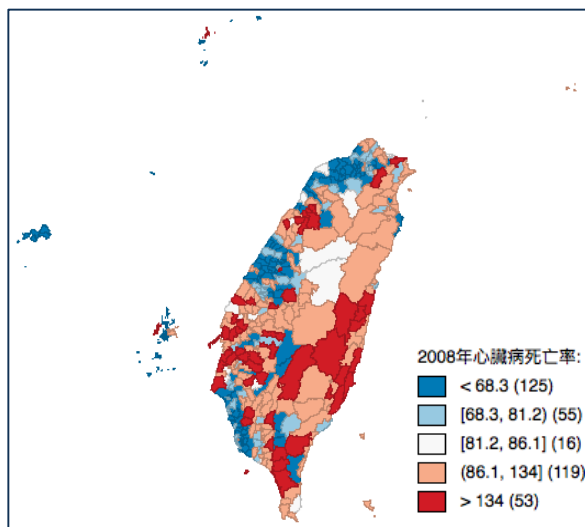 2008年心臟病死亡率:
< 68.3 (125)
[68.3, 81.2) (55)
[81.2, 86.1] (16)
(86.1, 134] (119)
> 134 (53)